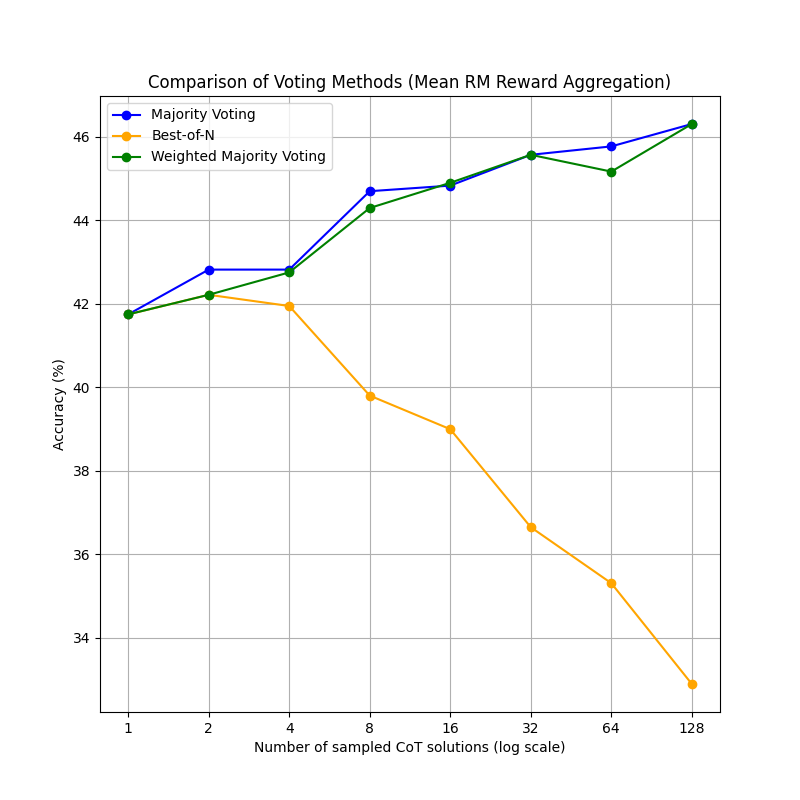 Comparison of Voting Methods (Mean RM Reward Aggregation)
Majority Voting
Best-of-N
Weighted Majority Voting
46
44
42
40
38
36
34
Accuracy (%)
1 2 4 8 16 32 64 128
Number of sampled CoT solutions (log scale)